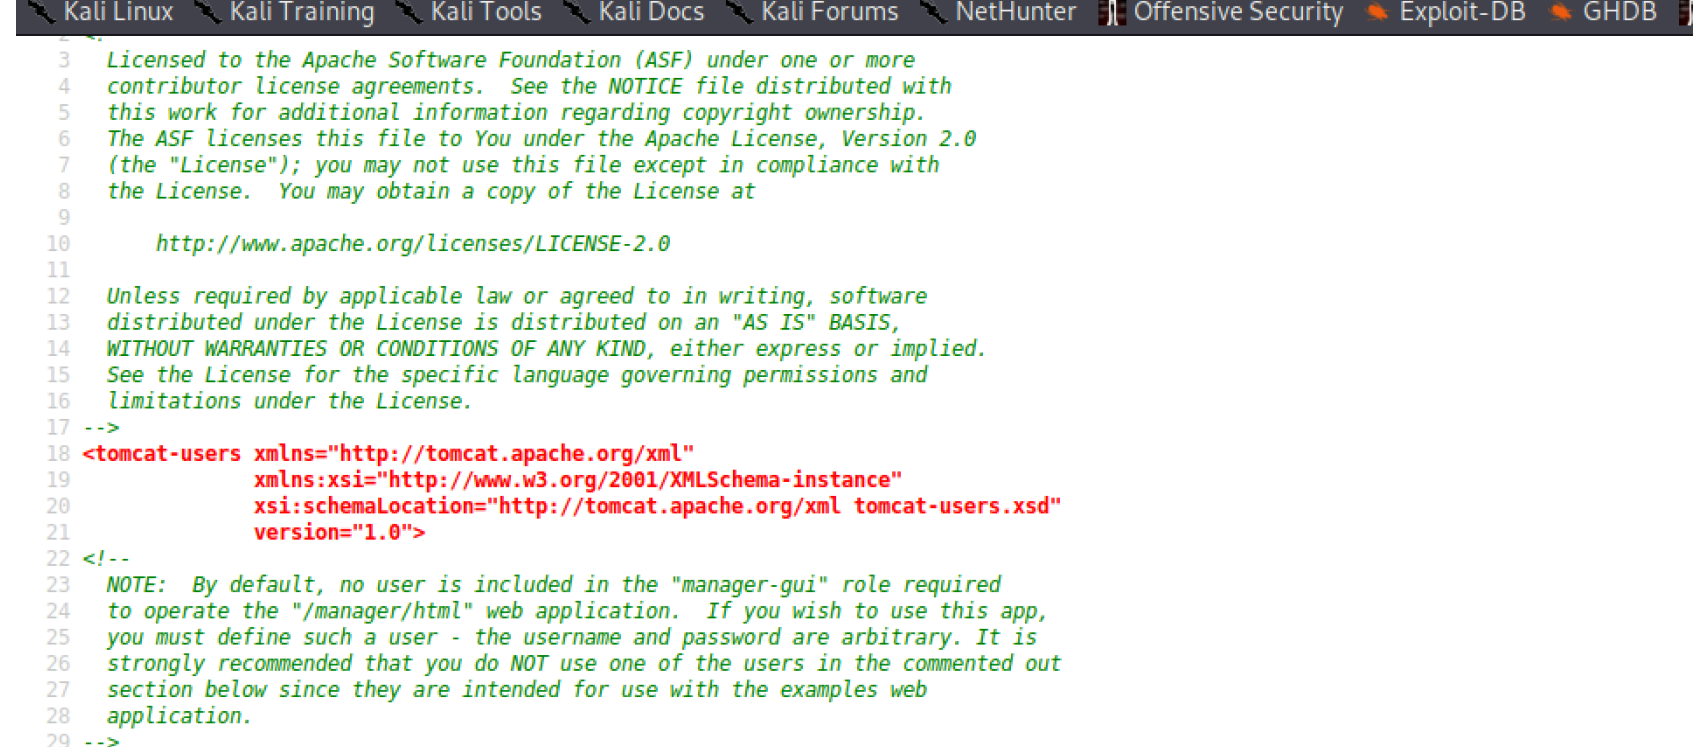 Kali Linux Kali Training Kali Tools Kali Docs Kali Forums NetHunter Offensive Security Exploit-DB GHDB
2 <!
3 Licensed to the Apache Software Foundation (ASF) under one or more
4 contributor license agreements.  See the NOTICE file distributed with
5 this work for additional information regarding copyright ownership.
6 The ASF licenses this file to You under the Apache License, Version 2.0
7 (the "License"); you may not use this file except in compliance with
8 the License.  You may obtain a copy of the License at
9
10 http://www.apache.org/licenses/LICENSE-2.0
11
12 Unless required by applicable law or agreed to in writing, software
13 distributed under the License is distributed on an "AS IS" BASIS,
14 WITHOUT WARRANTIES OR CONDITIONS OF ANY KIND, either express or implied.
15 See the License for the specific language governing permissions and
16 limitations under the License.
17 -->
18 <tomcat-users xmlns="http://tomcat.apache.org/xml"
19 xmlns:xsi="http://www.w3.org/2001/XMLSchema-instance"
20 xsi:schemaLocation="http://tomcat.apache.org/xml tomcat-users.xsd"
21 version="1.0">
22 <!--
23 NOTE:  By default, no user is included in the "manager-gui" role required
24 to operate the "/manager/html" web application.  If you wish to use this app,
25 you must define such a user - the username and password are arbitrary. It is
26 strongly recommended that you do NOT use one of the users in the commented out
27 section below since they are intended for use with the examples web
28 application.
29 -->